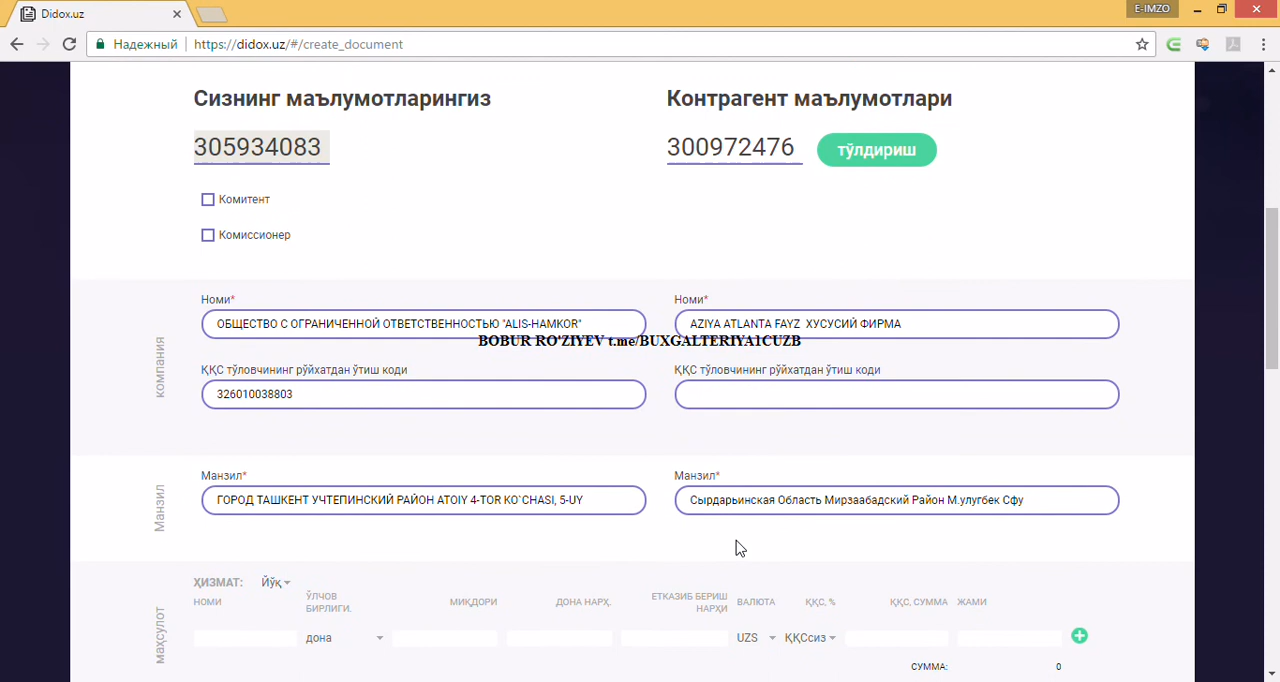 Didox.uz
E-IMZO
Надежный https://didox.uz/#/create_document
Сизнинг маълумотларингиз
Контрагент маълумотлари
305934083
300972476
тўлдириш
Комитент
Комиссионер
компания
Номи*
Номи*
ОБЩЕСТВО С ОГРАНИЧЕННОЙ ОТВЕТСТВЕННОСТЬЮ "ALIS-HAMKOR"
AZIYA ATLANTA FAYZ ХУСУСИЙ ФИРМА
BOBUR RO'ZIYEV t.me/BUXGALTERIYA1CUZB
ҚҚС тўловчининг рўйхатдан ўтиш коди
ҚҚС тўловчининг рўйхатдан ўтиш коди
326010038803
Манзил
Манзил*
Манзил*
ГОРОД ТАШКЕНТ УЧТЕПИНСКИЙ РАЙОН ATOIY 4-TOR KO`CHASI, 5-UY
Сырдарьинская Область Мирзаабадский Район М.улугбек Сфу
маҳсулот
ҲИЗМАТ: Йўқ
НОМИ
ЎЛЧОВ
БИРЛИГИ.
МИҚДОРИ
ДОНА НАРҲ.
ЕТКАЗИБ БЕРИШ
НАРҲИ
ВАЛЮТА
ҚҚС, %
ҚҚС, СУММА
ЖАМИ
дона
UZS
ҚҚСсиз
СУММА: 0